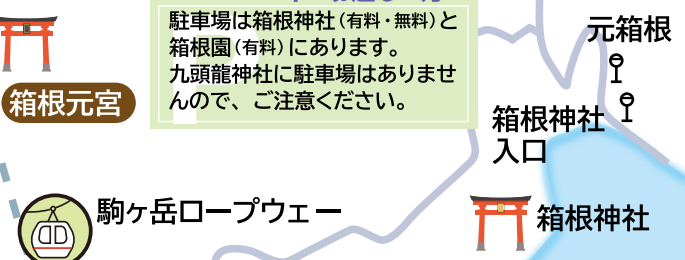 駐車場は箱根神社（有料・無料）と
箱根園（有料）にあります。
九頭龍神社に駐車場はありませ
んので、ご注意ください。
元箱根
箱根元宮
箱根神社
入口
駒ヶ岳ロープウェー
箱根神社